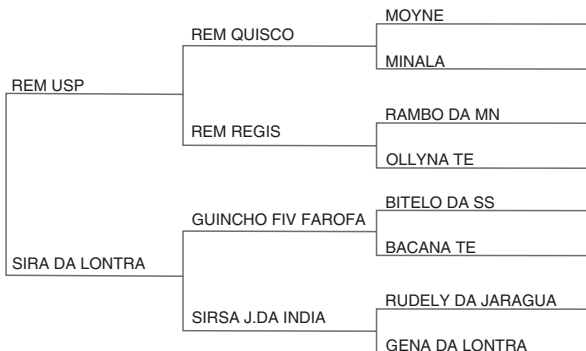 MOYNE
REM QUISCO
MINALA
REM USP
RAMBO DA MN
REM REGIS
OLLYNA TE
BITELO DA SS
GUINCHO FIV FAROFA
BACANA TE
SIRA DA LONTRA
RUDELY DA JARAGUA
SIRSA J.DA INDIA
GENA DA LONTRA